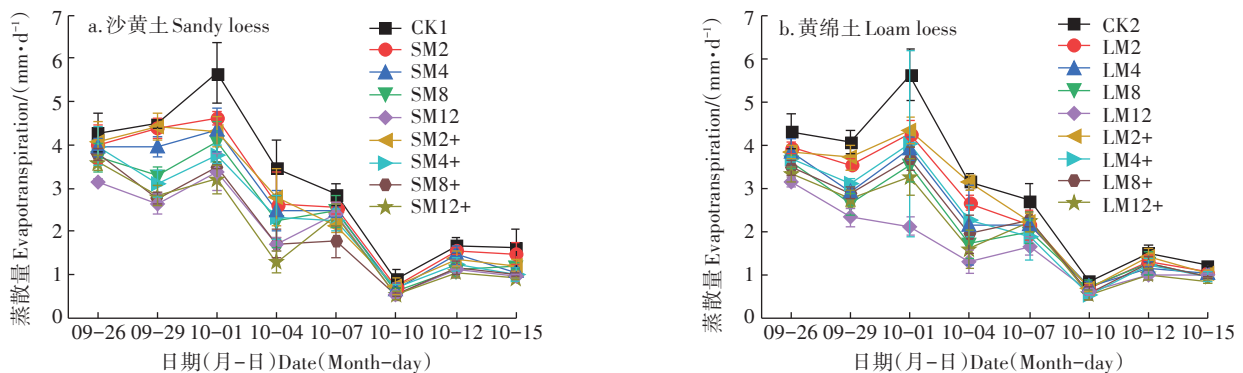 a.沙黄土 Sandy loess
CK1
SM2
SM4
SM8
SM12
SM2+
SM4+
SM8+
SM12+
蒸散量 Evapotranspiration/(mm·d⁻¹)
7
6
5
4
3
2
1
0
09-26 09-29 10-01 10-04 10-07 10-10 10-12 10-15
日期(月-日)Date(Month-day)
b.黄绵土 Loam loess
CK2
LM2
LM4
LM8
LM12
LM2+
LM4+
LM8+
LM12+
蒸散量 Evapotranspiration/(mm·d⁻¹)
7
6
5
4
3
2
1
0
09-26 09-29 10-01 10-04 10-07 10-10 10-12 10-15
日期(月-日)Date(Month-day)